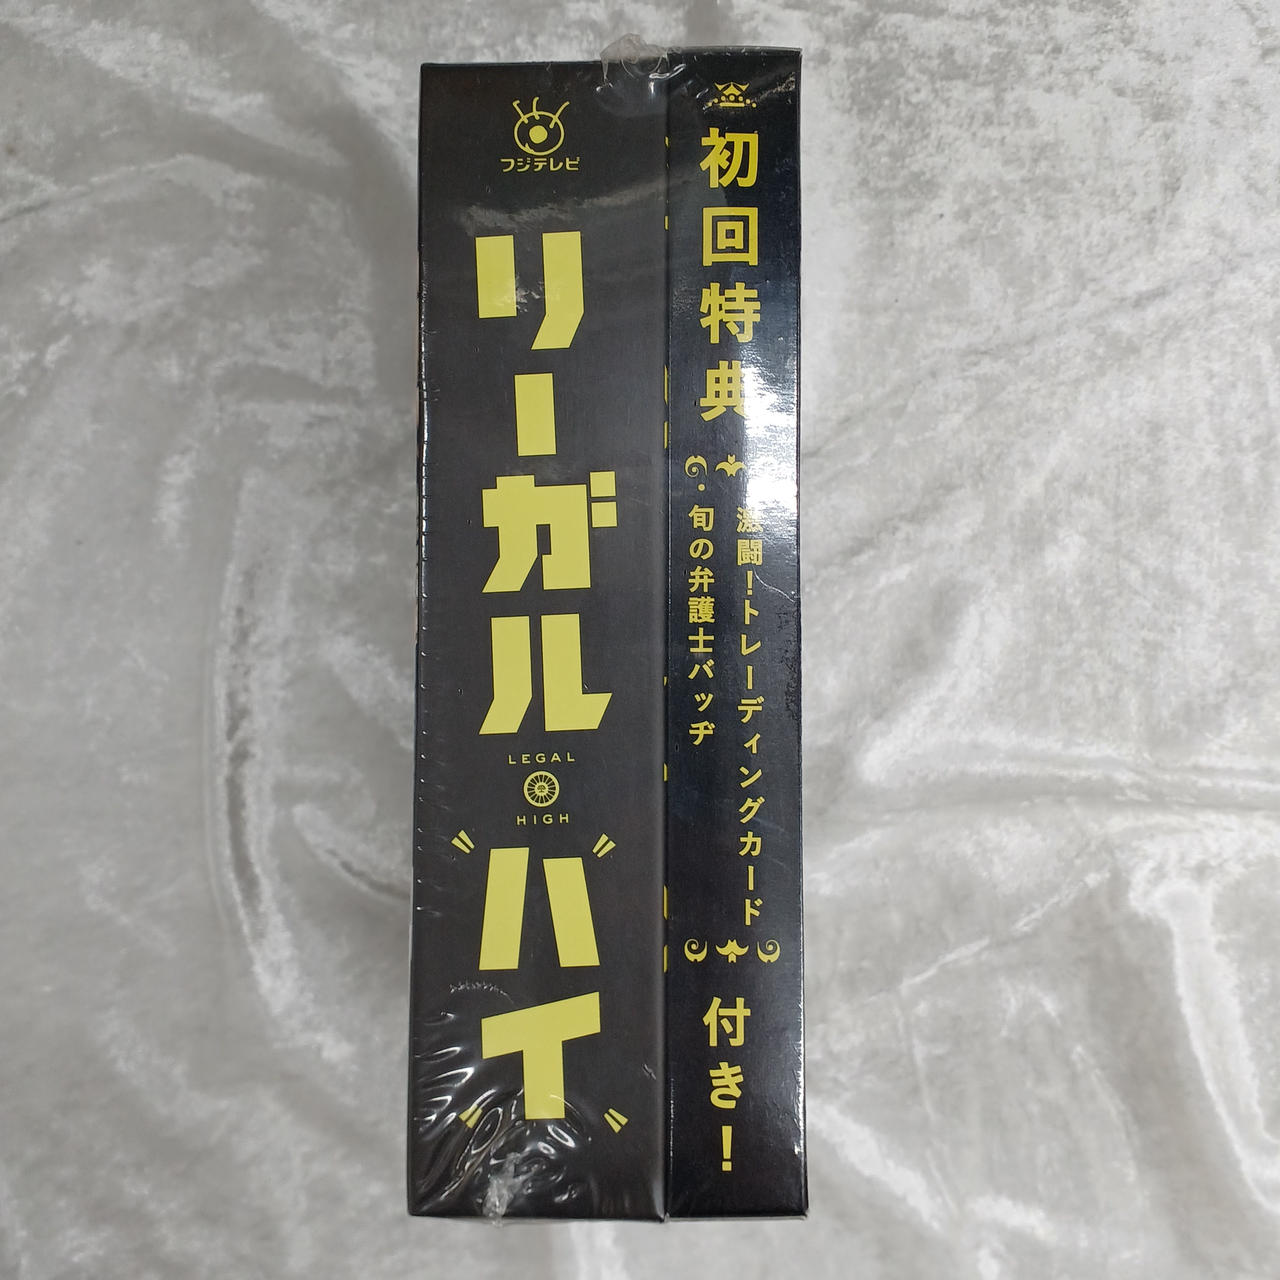 フジテレビ
リーガル
LEGAL
HIGH
"ハイ"
初回特典
激闘!トレーディングカード
・旬の弁護士バッヂ
付き!